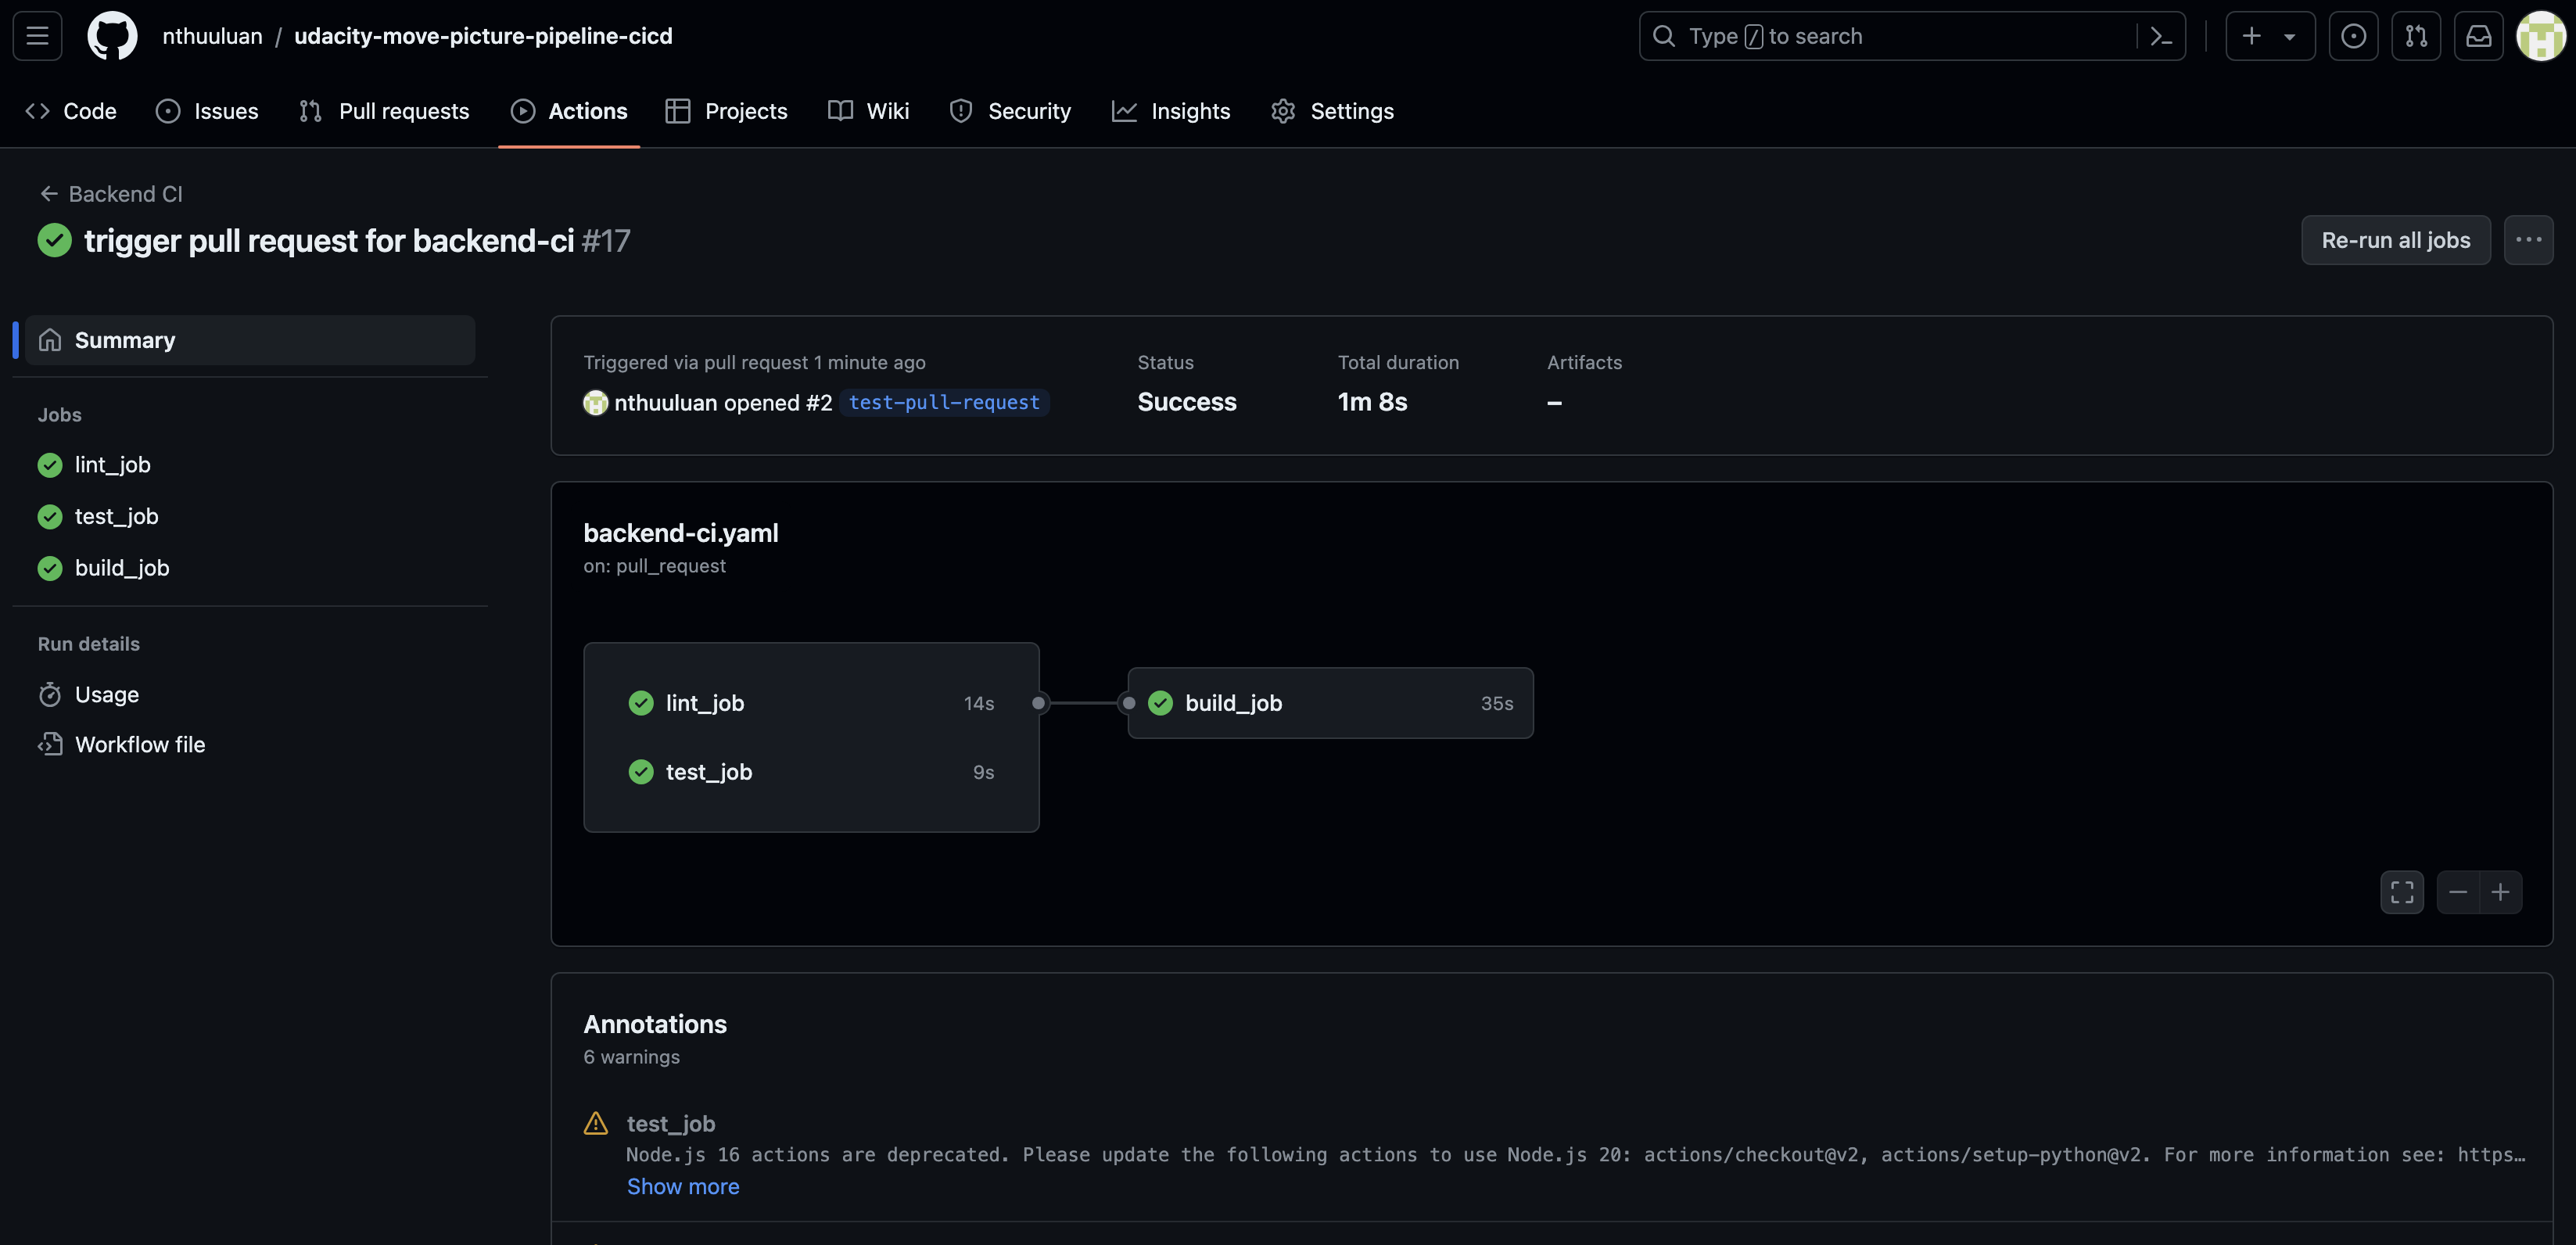 nthuuluan / udacity-move-picture-pipeline-cicd
Type / to search
Code Issues Pull requests Actions Projects Wiki Security Insights Settings
Backend CI
trigger pull request for backend-ci #17
Re-run all jobs
Summary
Jobs
lint_job
test_job
build_job
Run details
Usage
Workflow file
Triggered via pull request 1 minute ago
nthuuluan opened #2 test-pull-request
Status
Success
Total duration
1m 8s
Artifacts
–
backend-ci.yaml
on: pull_request
lint_job 14s
test_job 9s
build_job 35s
Annotations
6 warnings
test_job
Node.js 16 actions are deprecated. Please update the following actions to use Node.js 20: actions/checkout@v2, actions/setup-python@v2. For more information see: https…
Show more